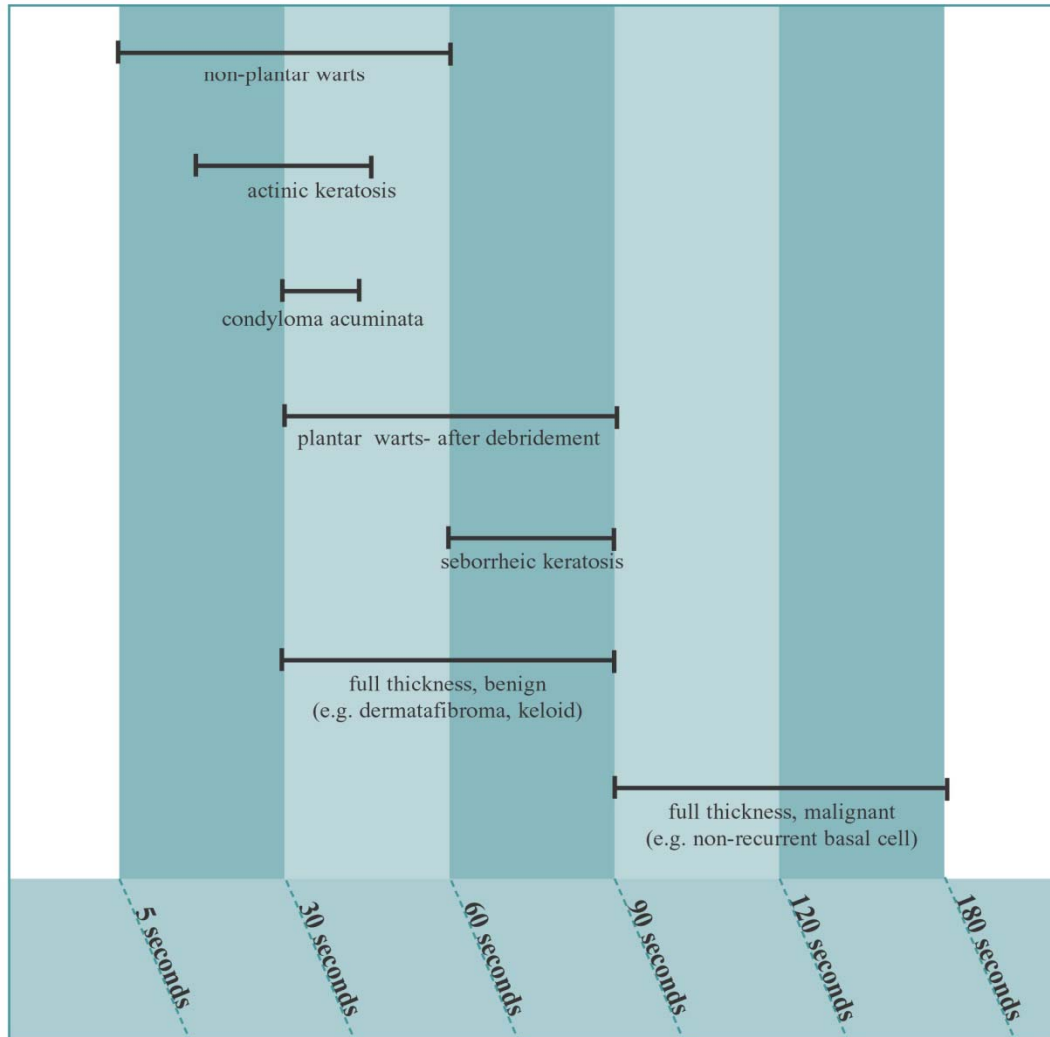 non-plantar warts
actinic keratosis
condyloma acuminata
plantar warts- after debridement
seborrheic keratosis
full thickness, benign
(e.g. dermatafibroma, keloid)
full thickness, malignant
(e.g. non-recurrent basal cell)
5 seconds
30 seconds
60 seconds
90 seconds
120 seconds
180 seconds